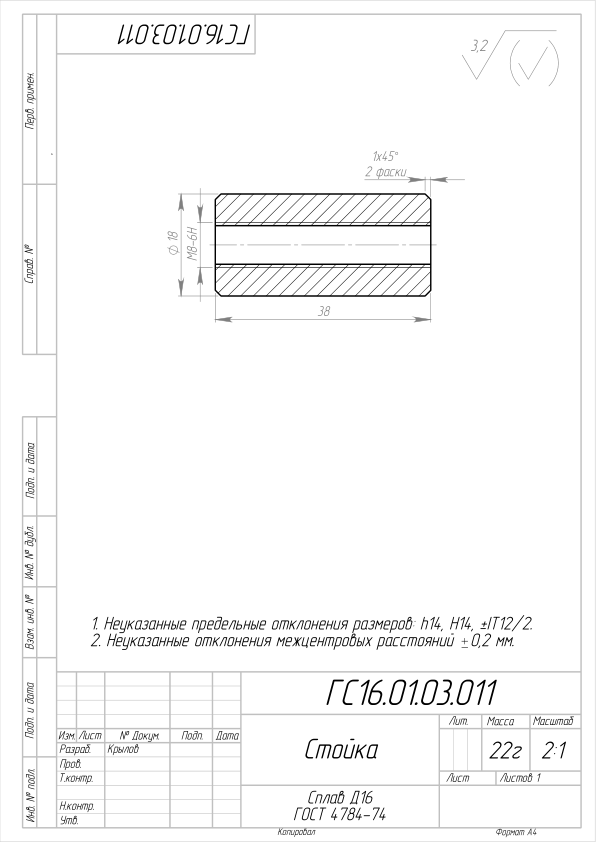 ГС16.01.03.011
3,2
Перв. примен.
Справ. №
1x45°
2 фаски
Ф 18
М8-6Н
38
Подп. и дата
Инв. № дубл.
Взам. инв. №
Подп. и дата
Инв. № подл.
1. Неуказанные предельные отклонения размеров: h14, H14, ±IT12/2.
2. Неуказанные отклонения межцентровых расстояний ±0,2 мм.
ГС16.01.03.011
Изм. Лист № Докум. Подп. Дата
Разраб. Крылов
Пров.
Т.контр.
Н.контр.
Утв.
Стойка
Лит. Масса Масштаб
22г 2:1
Лист Листов 1
Сплав Д16
ГОСТ 4784-74
Копировал Формат А4